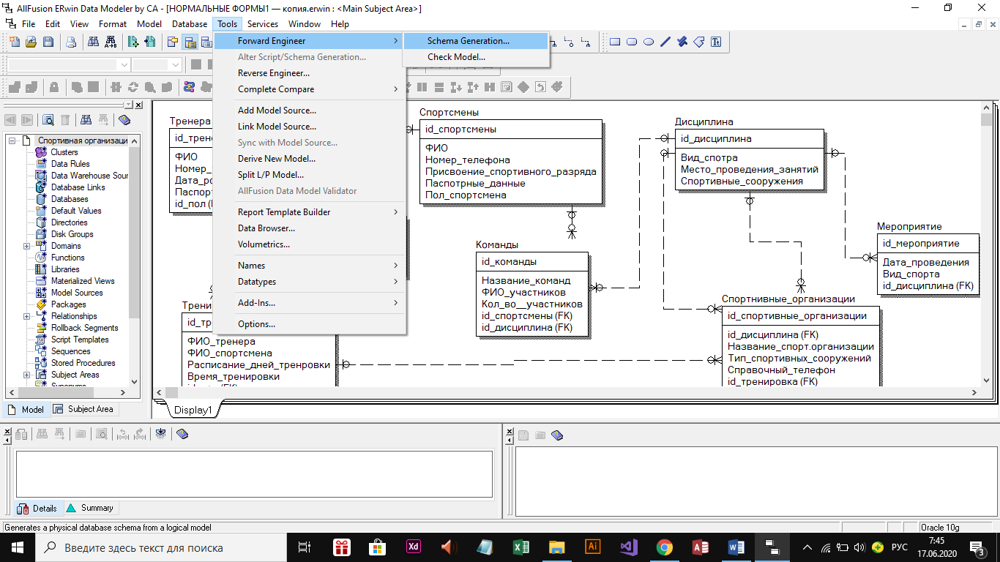 AllFusion ERwin Data Modeler by CA - [НОРМАЛЬНЫЕ ФОРМЫ1 — копия.erwin : <Main Subject Area>]
File Edit View Format Model Database Tools Services Window Help
Forward Engineer
Alter Script/Schema Generation...
Reverse Engineer...
Complete Compare
Add Model Source...
Link Model Source...
Sync with Model Source...
Derive New Model...
Split L/P Model...
AllFusion Data Model Validator
Report Template Builder
Data Browser...
Volumetrics...
Names
Datatypes
Add-Ins...
Options...
Schema Generation...
Check Model...
Спортивная организаци
Clusters
Data Rules
Data Warehouse Sour
Database Links
Databases
Default Values
Directories
Disk Groups
Domains
Functions
Libraries
Materialized Views
Model Sources
Packages
Relationships
Rollback Segments
Script Templates
Sequences
Stored Procedures
Subject Areas
Synonyms
Model Subject Area
Тренера
id_трен
ФИО
Номер_
Дата_ро
Паспорт
id_пол (
Трени
id_тр
ФИО_тренера
ФИО_спортсмена
Расписание_дней_тренровки
Время_тренировки
Спортсмены
id_спортсмены
ФИО
Номер_телефона
Присвоение_спортивного_разряда
Паспотрные_данные
Пол_спортсмена
Команды
id_команды
Название_команд
ФИО_участников
Кол_во__участников
id_спортсмены (FK)
id_дисциплина (FK)
Дисциплина
id_дисциплина
Вид_спотра
Место_проведения_занятий
Спортивные_сооружения
Мероприятие
id_мероприятие
Дата_проведения
Вид_спорта
id_дисциплина (FK)
Спортнивные_организации
id_спортивные_организации
id_дисциплина (FK)
Название_спорт.организации
Тип_спортивных_сооружений
Справочный_телефон
id_тренировка (FK)
Display1
Details Summary
Generates a physical database schema from a logical model
Oracle 10g
Введите здесь текст для поиска
Xd
Ai
РУС
7:45
17.06.2020
3